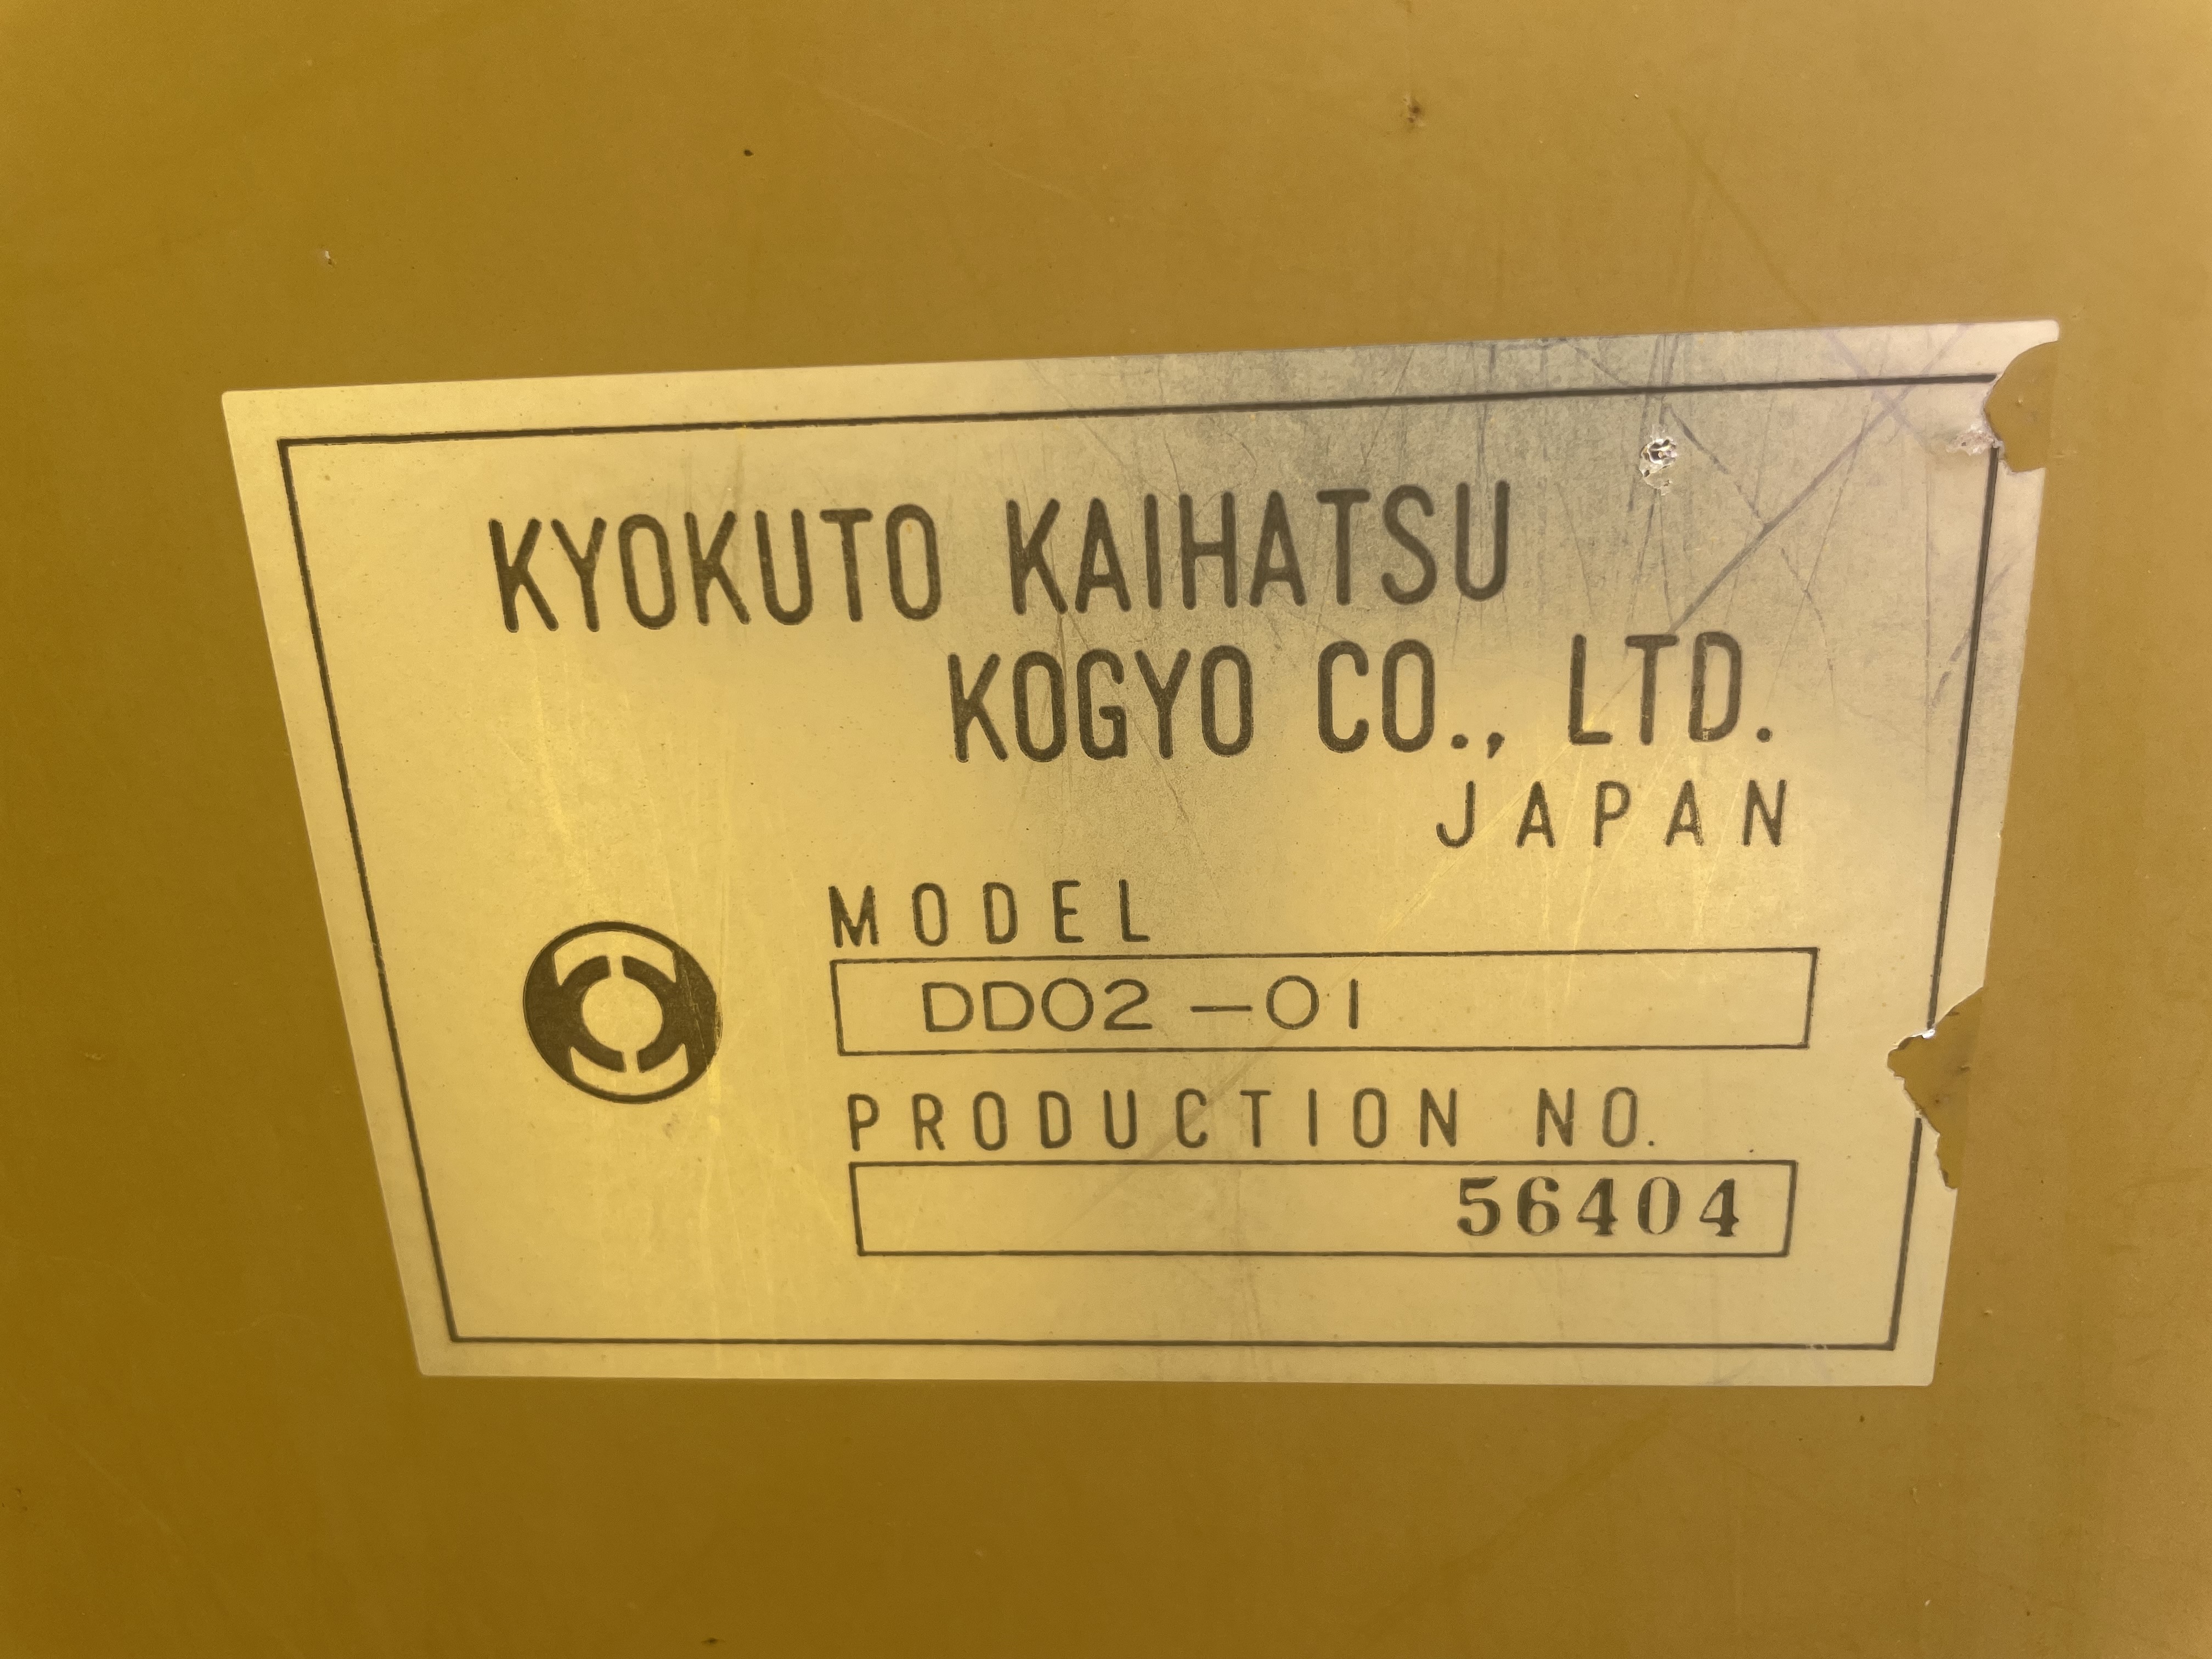 KYOKUTO KAIHATSU
KOGYO CO., LTD.
JAPAN
MODEL
DD02-01
PRODUCTION NO.
56404